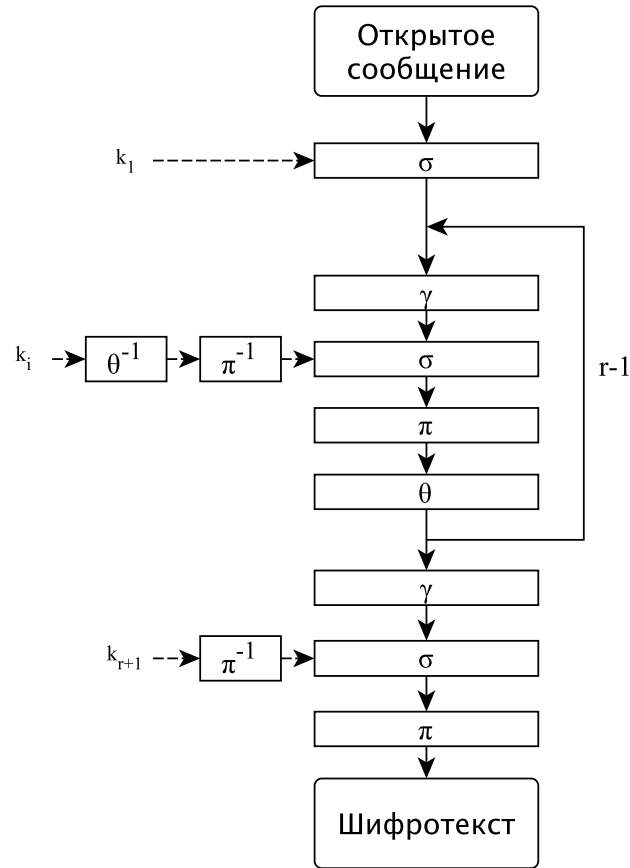 Открытое
сообщение
k₁
σ
γ
kᵢ
θ⁻¹
π⁻¹
σ
r-1
π
θ
γ
kᵣ₊₁
π⁻¹
σ
π
Шифротекст